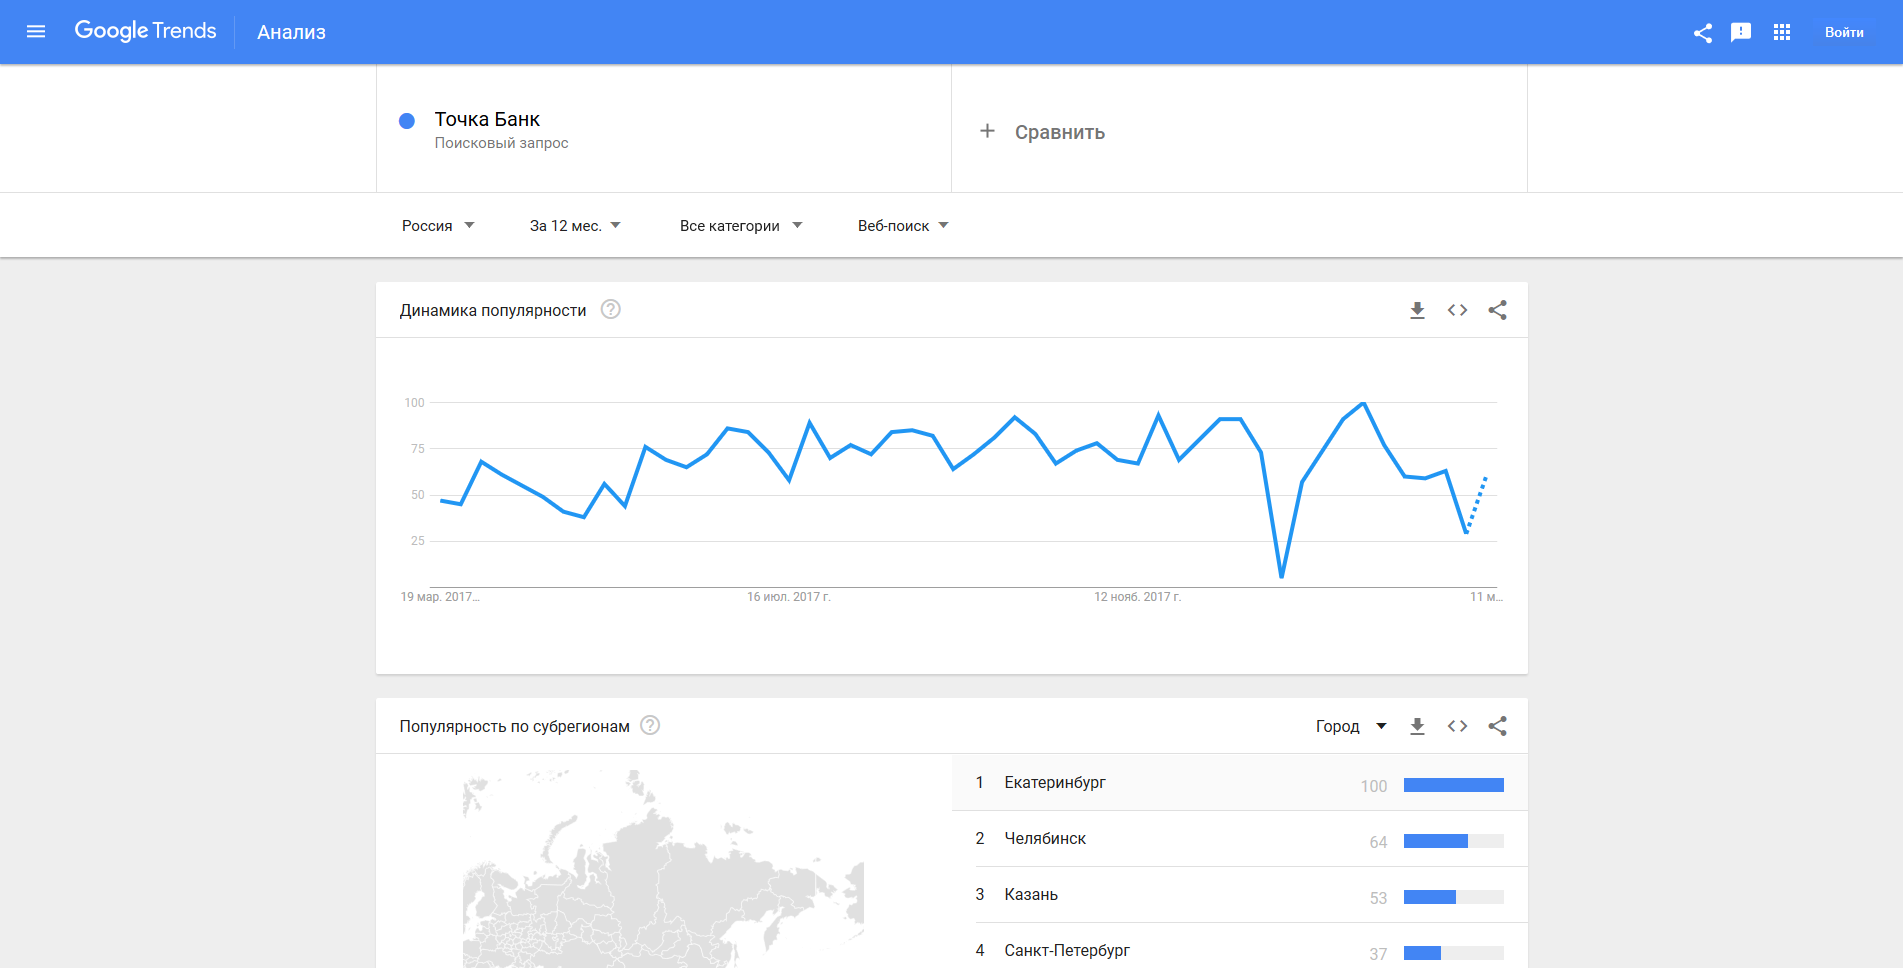 Google Trends Анализ Войти
Точка Банк
Поисковый запрос
Сравнить
Россия За 12 мес. Все категории Веб-поиск
Динамика популярности ?
100
75
50
25
19 мар. 2017... 16 июл. 2017 г. 12 нояб. 2017 г. 11 м...
Популярность по субрегионам ? Город
1 Екатеринбург 100
2 Челябинск 64
3 Казань 53
4 Санкт-Петербург 37